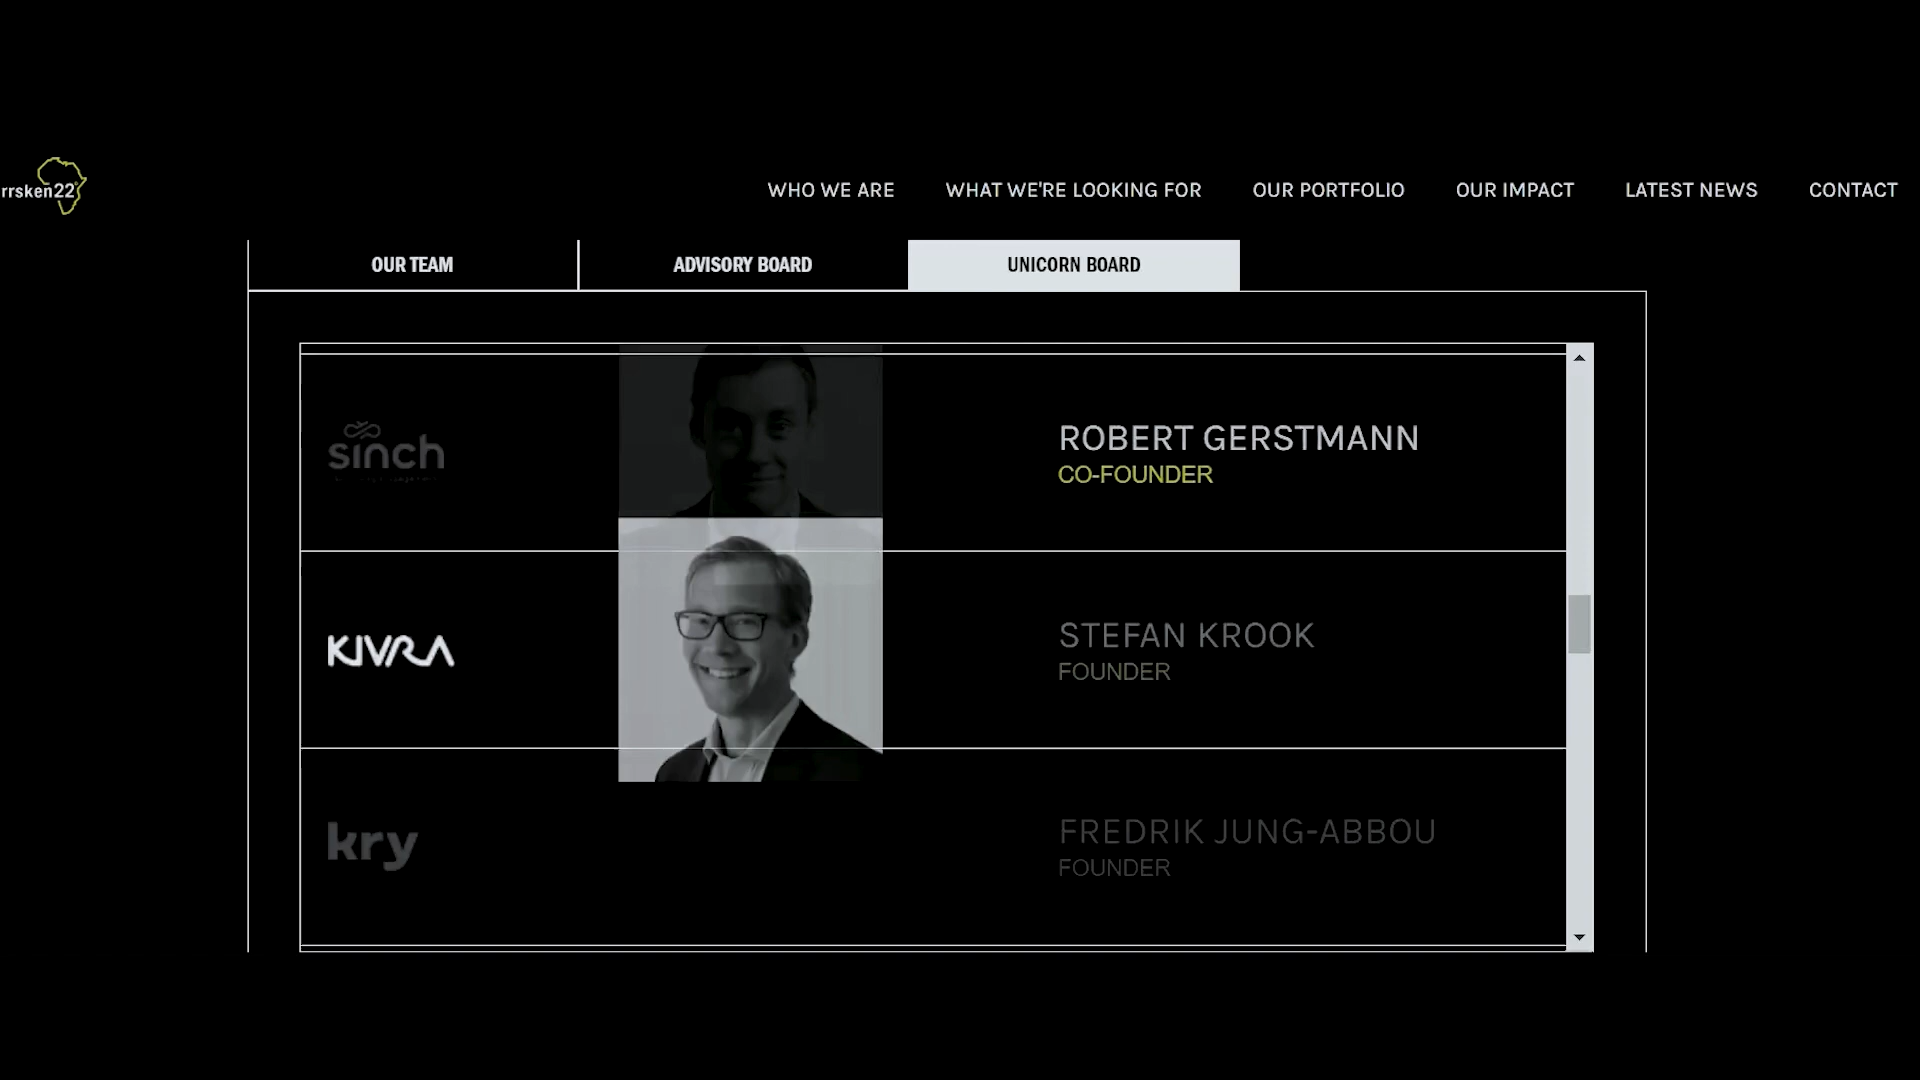 rrsken22
WHO WE ARE
WHAT WE'RE LOOKING FOR
OUR PORTFOLIO
OUR IMPACT
LATEST NEWS
CONTACT
OUR TEAM
ADVISORY BOARD
UNICORN BOARD
sinch
ROBERT GERSTMANN
CO-FOUNDER
KIVRA
STEFAN KROOK
FOUNDER
kry
FREDRIK JUNG-ABBOU
FOUNDER